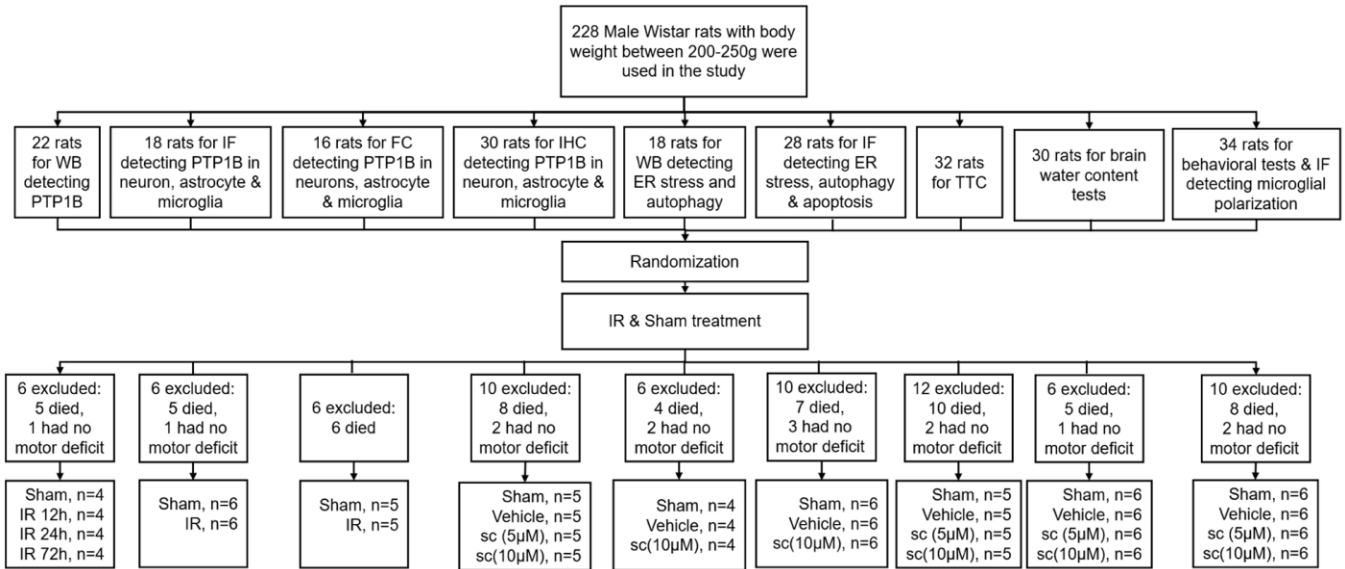 228 Male Wistar rats with body
weight between 200-250g were
used in the study
22 rats
for WB
detecting
PTP1B
18 rats for IF
detecting PTP1B in
neuron, astrocyte &
microglia
16 rats for FC
detecting PTP1B in
neurons, astrocyte
& microglia
30 rats for IHC
detecting PTP1B in
neuron, astrocyte &
microglia
18 rats for
WB detecting
ER stress and
autophagy
28 rats for IF
detecting ER
stress, autophagy
& apoptosis
32 rats
for TTC
30 rats for brain
water content
tests
34 rats for
behavioral tests & IF
detecting microglial
polarization
Randomization
IR & Sham treatment
6 excluded:
5 died,
1 had no
motor deficit
6 excluded:
5 died,
1 had no
motor deficit
6 excluded:
6 died
10 excluded:
8 died,
2 had no
motor deficit
6 excluded:
4 died,
2 had no
motor deficit
10 excluded:
7 died,
3 had no
motor deficit
12 excluded:
10 died,
2 had no
motor deficit
6 excluded:
5 died,
1 had no
motor deficit
10 excluded:
8 died,
2 had no
motor deficit
Sham, n=4
IR 12h, n=4
IR 24h, n=4
IR 72h, n=4
Sham, n=6
IR, n=6
Sham, n=5
IR, n=5
Sham, n=5
Vehicle, n=5
sc (5μM), n=5
sc(10μM), n=5
Sham, n=4
Vehicle, n=4
sc(10μM), n=4
Sham, n=6
Vehicle, n=6
sc(10μM), n=6
Sham, n=5
Vehicle, n=5
sc (5μM), n=5
sc(10μM), n=5
Sham, n=6
Vehicle, n=6
sc (5μM), n=6
sc(10μM), n=6
Sham, n=6
Vehicle, n=6
sc (5μM), n=6
sc(10μM), n=6